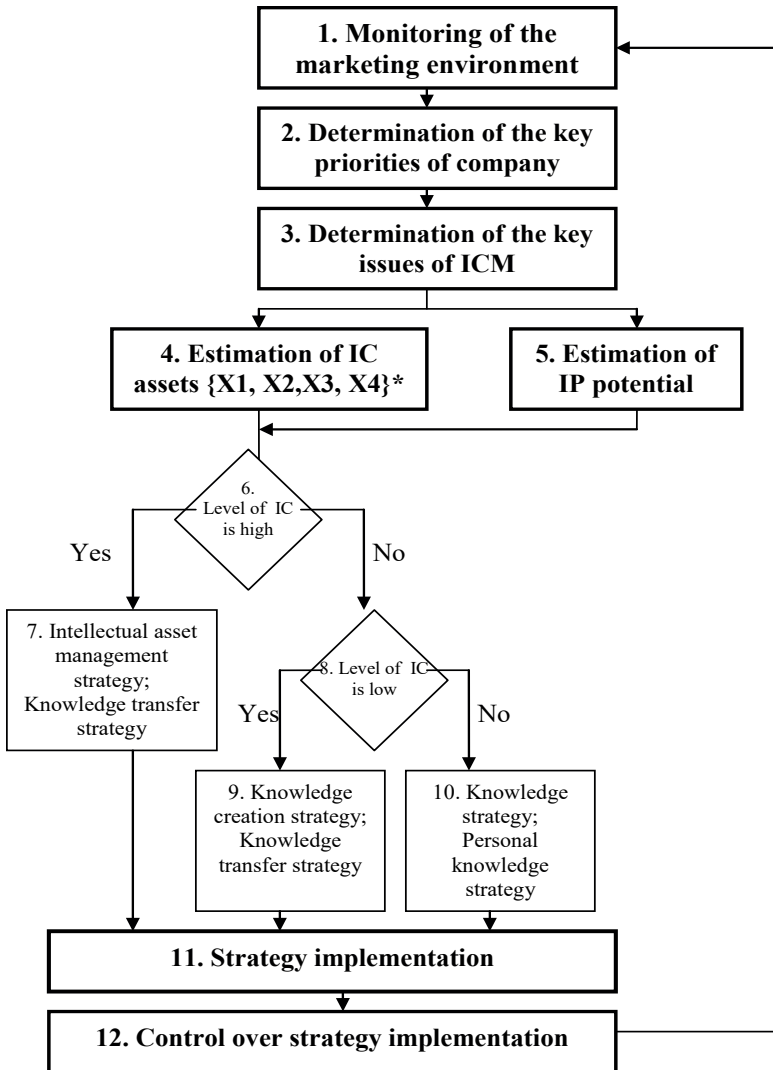 1. Monitoring of the
marketing environment
2. Determination of the key
priorities of company
3. Determination of the key
issues of ICM
4. Estimation of IC
assets {X1, X2,X3, X4}*
5. Estimation of
IP potential
6.
Level of IC
is high
Yes
No
7. Intellectual asset
management
strategy;
Knowledge transfer
strategy
8. Level of IC
is low
Yes
No
9. Knowledge
creation strategy;
Knowledge
transfer strategy
10. Knowledge
strategy;
Personal
knowledge
strategy
11. Strategy implementation
12. Control over strategy implementation